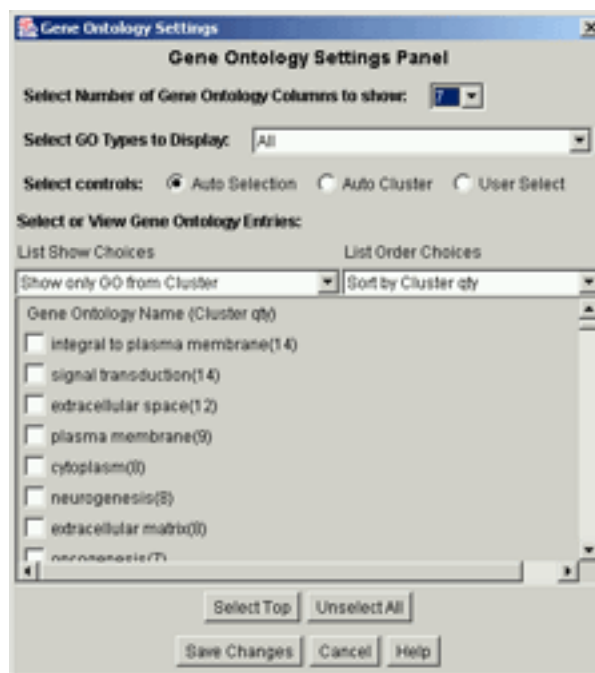 Gene Ontology Settings
Gene Ontology Settings Panel
Select Number of Gene Ontology Columns to show: 7
Select GO Types to Display: All
Select controls: Auto Selection Auto Cluster User Select
Select or View Gene Ontology Entries:
List Show Choices List Order Choices
Show only GO from Cluster Sort by Cluster qty
Gene Ontology Name (Cluster qty)
integral to plasma membrane(14)
signal transduction(14)
extracellular space(12)
plasma membrane(9)
cytoplasm(8)
neurogenesis(8)
extracellular matrix(8)
oncogenesis(7)
Select Top Unselect All
Save Changes Cancel Help